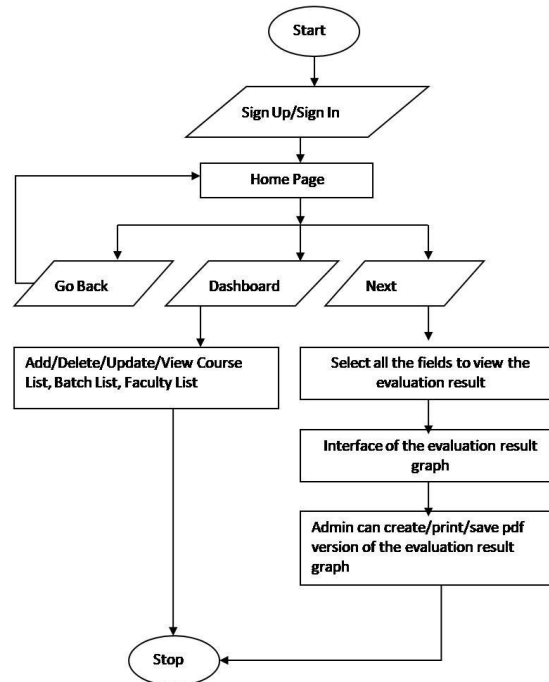 Start
Sign Up/Sign In
Home Page
Go Back
Dashboard
Next
Add/Delete/Update/View Course
List, Batch List, Faculty List
Select all the fields to view the
evaluation result
Interface of the evaluation result
graph
Admin can create/print/save pdf
version of the evaluation result
graph
Stop